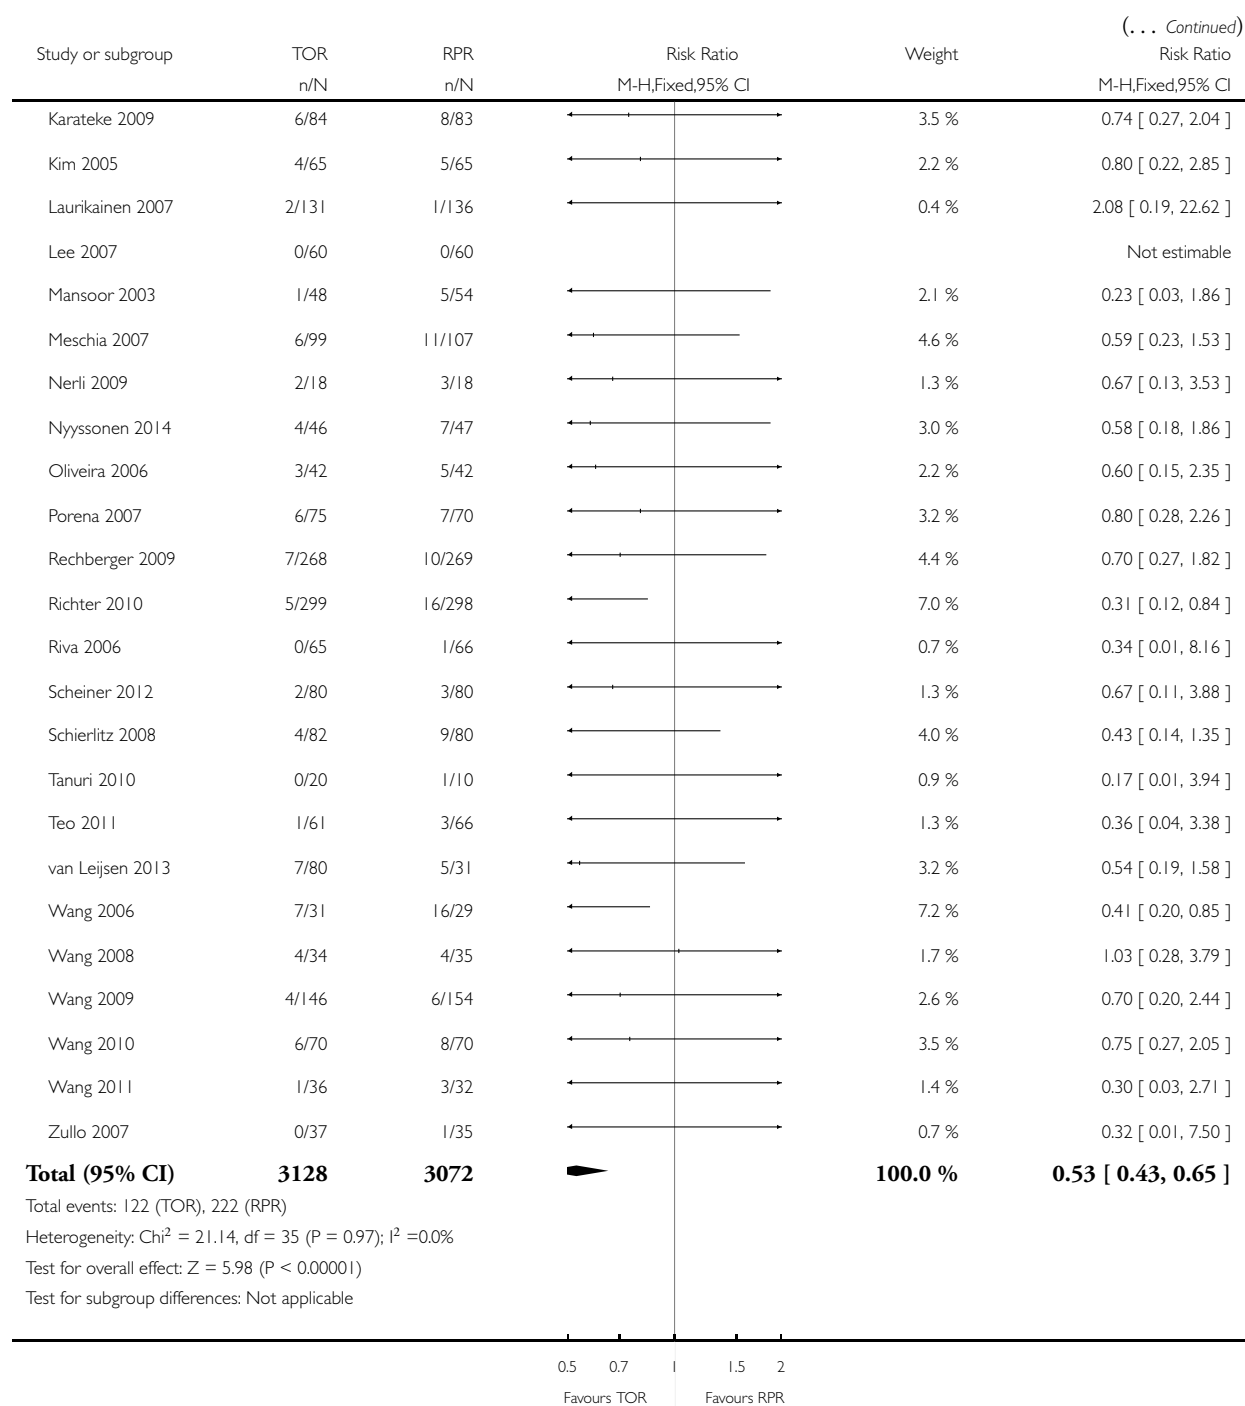 (... Continued)
Study or subgroup TOR RPR Risk Ratio Weight Risk Ratio
n/N n/N M-H,Fixed,95% CI M-H,Fixed,95% CI
Karateke 2009 6/84 8/83 3.5 % 0.74 [ 0.27, 2.04 ]
Kim 2005 4/65 5/65 2.2 % 0.80 [ 0.22, 2.85 ]
Laurikainen 2007 2/131 1/136 0.4 % 2.08 [ 0.19, 22.62 ]
Lee 2007 0/60 0/60 Not estimable
Mansoor 2003 1/48 5/54 2.1 % 0.23 [ 0.03, 1.86 ]
Meschia 2007 6/99 11/107 4.6 % 0.59 [ 0.23, 1.53 ]
Nerli 2009 2/18 3/18 1.3 % 0.67 [ 0.13, 3.53 ]
Nyyssonen 2014 4/46 7/47 3.0 % 0.58 [ 0.18, 1.86 ]
Oliveira 2006 3/42 5/42 2.2 % 0.60 [ 0.15, 2.35 ]
Porena 2007 6/75 7/70 3.2 % 0.80 [ 0.28, 2.26 ]
Rechberger 2009 7/268 10/269 4.4 % 0.70 [ 0.27, 1.82 ]
Richter 2010 5/299 16/298 7.0 % 0.31 [ 0.12, 0.84 ]
Riva 2006 0/65 1/66 0.7 % 0.34 [ 0.01, 8.16 ]
Scheiner 2012 2/80 3/80 1.3 % 0.67 [ 0.11, 3.88 ]
Schierlitz 2008 4/82 9/80 4.0 % 0.43 [ 0.14, 1.35 ]
Tanuri 2010 0/20 1/10 0.9 % 0.17 [ 0.01, 3.94 ]
Teo 2011 1/61 3/66 1.3 % 0.36 [ 0.04, 3.38 ]
van Leijsen 2013 7/80 5/31 3.2 % 0.54 [ 0.19, 1.58 ]
Wang 2006 7/31 16/29 7.2 % 0.41 [ 0.20, 0.85 ]
Wang 2008 4/34 4/35 1.7 % 1.03 [ 0.28, 3.79 ]
Wang 2009 4/146 6/154 2.6 % 0.70 [ 0.20, 2.44 ]
Wang 2010 6/70 8/70 3.5 % 0.75 [ 0.27, 2.05 ]
Wang 2011 1/36 3/32 1.4 % 0.30 [ 0.03, 2.71 ]
Zullo 2007 0/37 1/35 0.7 % 0.32 [ 0.01, 7.50 ]
Total (95% CI) 3128 3072 100.0 % 0.53 [ 0.43, 0.65 ]
Total events: 122 (TOR), 222 (RPR)
Heterogeneity: Chi² = 21.14, df = 35 (P = 0.97); I² =0.0%
Test for overall effect: Z = 5.98 (P < 0.00001)
Test for subgroup differences: Not applicable
0.5 0.7 1 1.5 2
Favours TOR Favours RPR